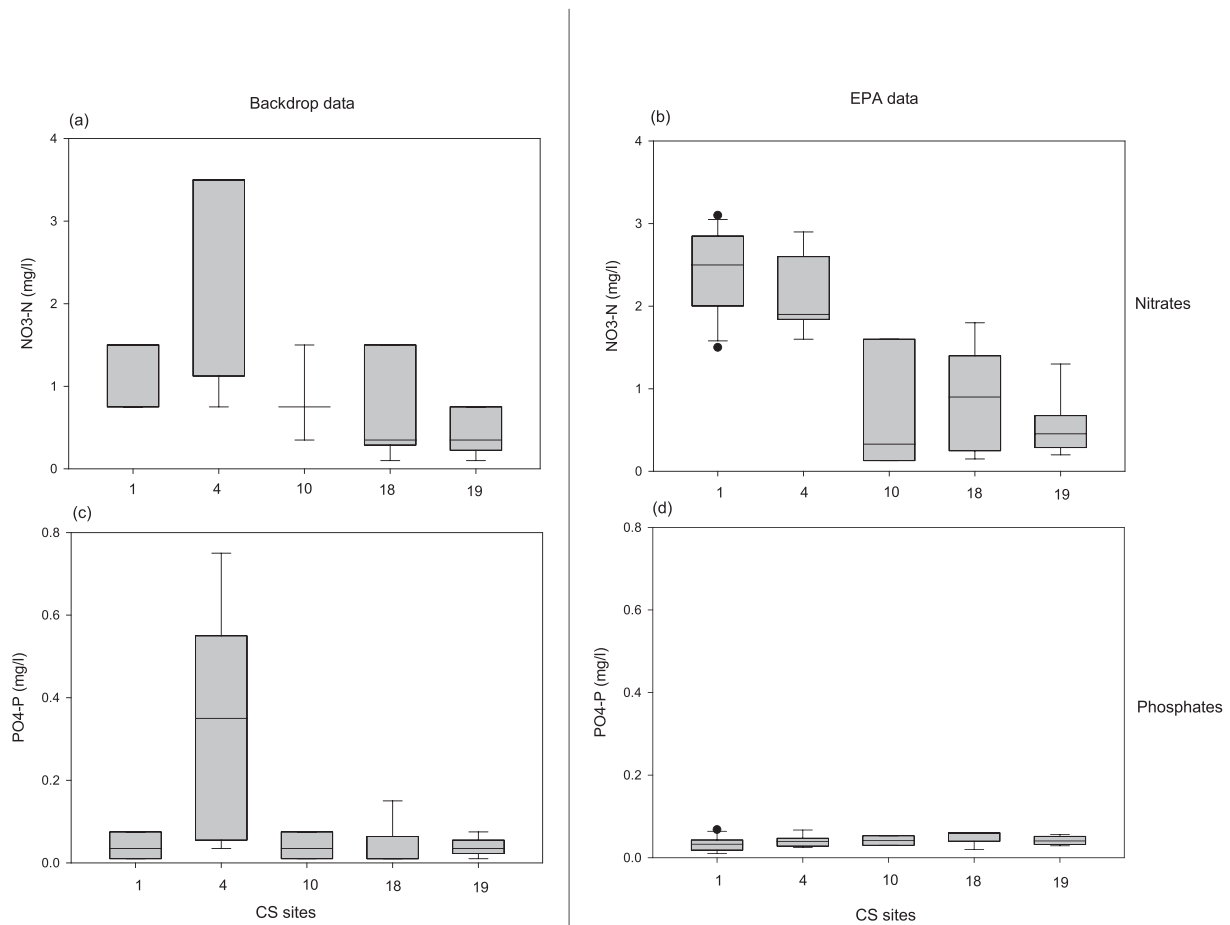 Backdrop data
EPA data
(a)
(b)
4
3
2
1
0
NO3-N (mg/l)
1 4 10 18 19
4
3
2
1
0
NO3-N (mg/l)
1 4 10 18 19
Nitrates
(c)
(d)
0.8
0.6
0.4
0.2
0.0
PO4-P (mg/l)
1 4 10 18 19
CS sites
0.8
0.6
0.4
0.2
0.0
PO4-P (mg/l)
1 4 10 18 19
CS sites
Phosphates